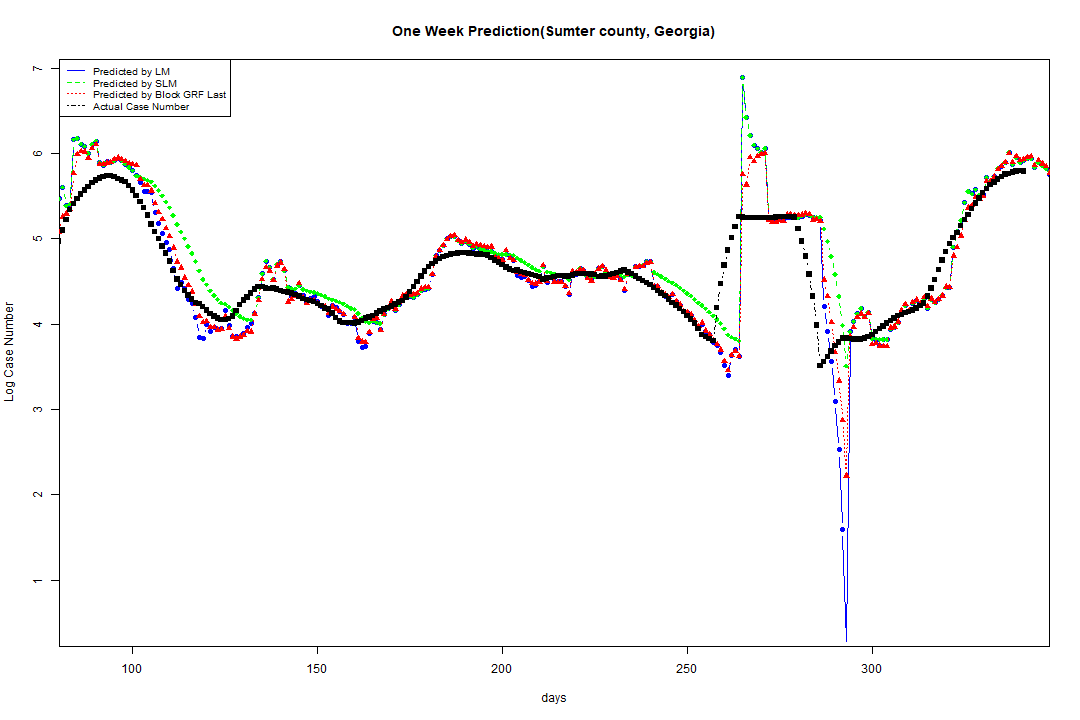 One Week Prediction(Sumter county, Georgia)
Predicted by LM
Predicted by SLM
Predicted by Block GRF Last
Actual Case Number
7
6
5
4
3
2
1
Log Case Number
100 150 200 250 300
days